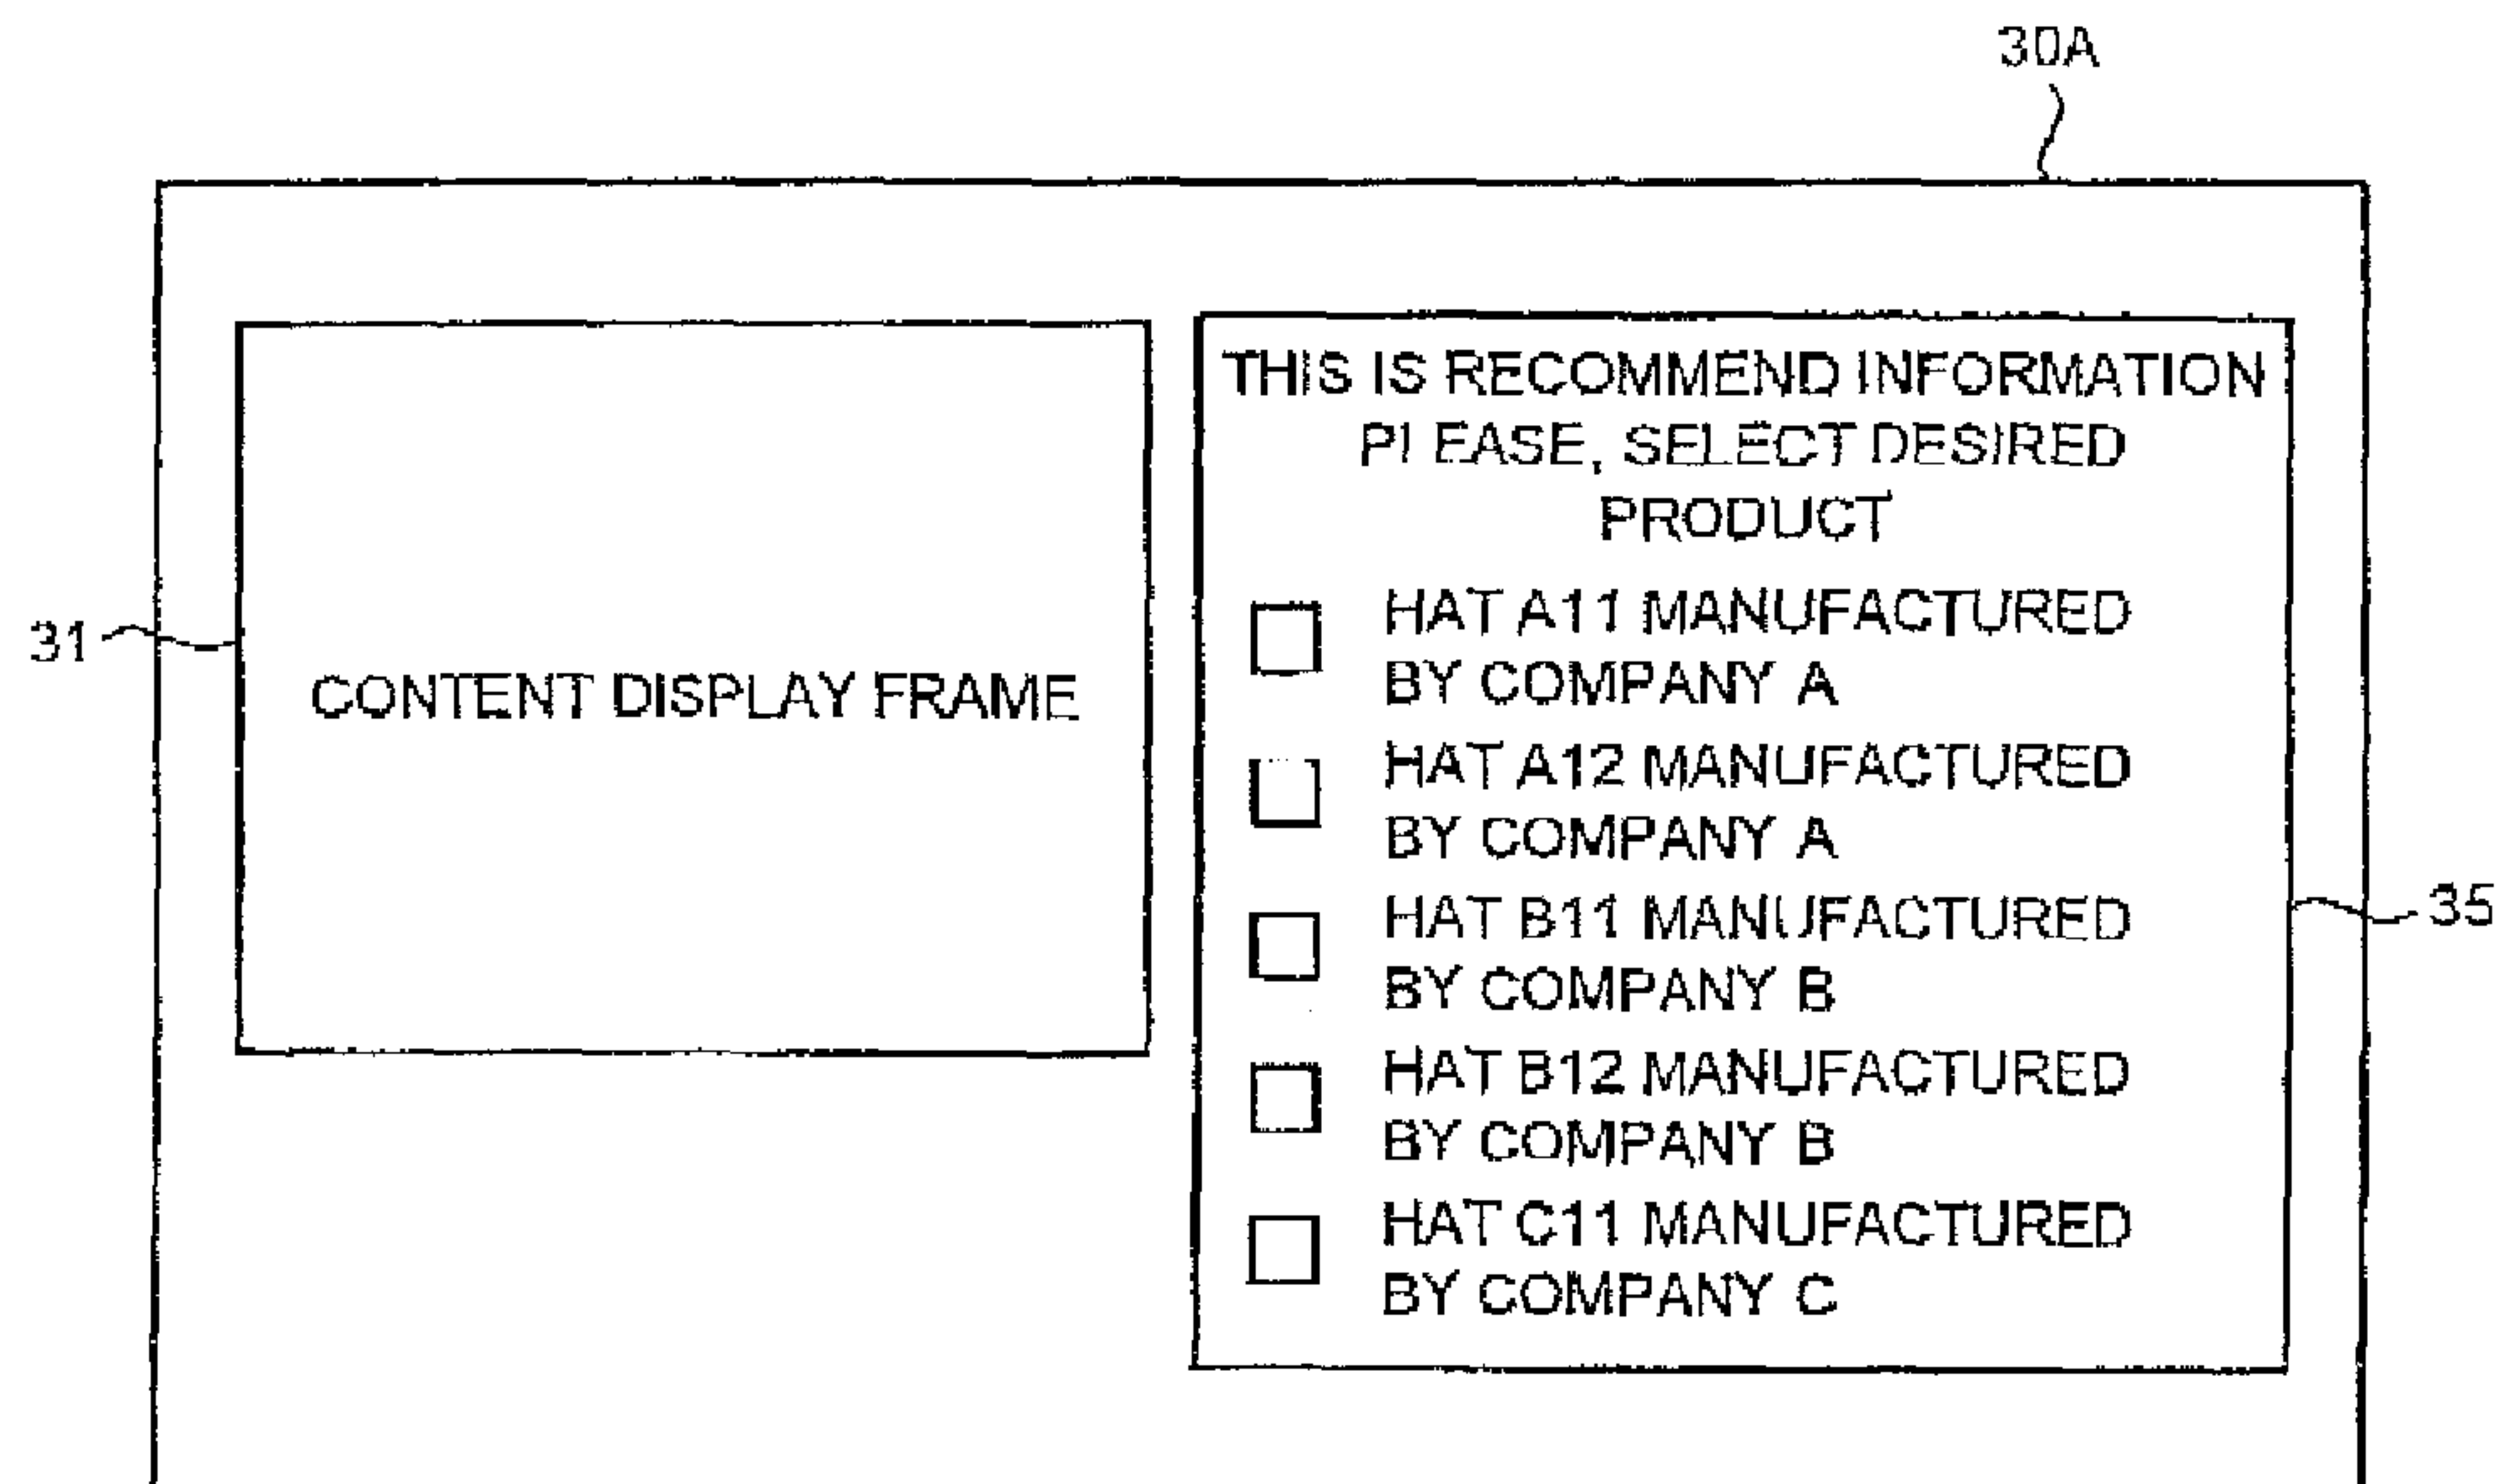 30A
31
CONTENT DISPLAY FRAME
THIS IS RECOMMEND INFORMATION
PLEASE, SELECT DESIRED
PRODUCT
HAT A11 MANUFACTURED
BY COMPANY A
HAT A12 MANUFACTURED
BY COMPANY A
HAT B11 MANUFACTURED
BY COMPANY B
HAT B12 MANUFACTURED
BY COMPANY B
HAT C11 MANUFACTURED
BY COMPANY C
35